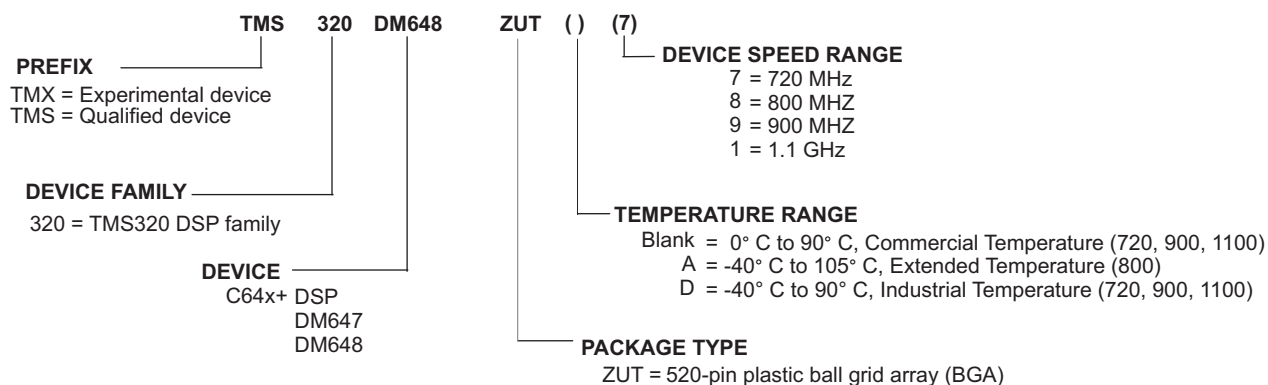 TMS 320 DM648 ZUT ( ) (7)
PREFIX
TMX = Experimental device
TMS = Qualified device
DEVICE SPEED RANGE
7 = 720 MHz
8 = 800 MHZ
9 = 900 MHZ
1 = 1.1 GHz
DEVICE FAMILY
320 = TMS320 DSP family
TEMPERATURE RANGE
Blank = 0° C to 90° C, Commercial Temperature (720, 900, 1100)
A = -40° C to 105° C, Extended Temperature (800)
D = -40° C to 90° C, Industrial Temperature (720, 900, 1100)
DEVICE
C64x+ DSP
DM647
DM648
PACKAGE TYPE
ZUT = 520-pin plastic ball grid array (BGA)